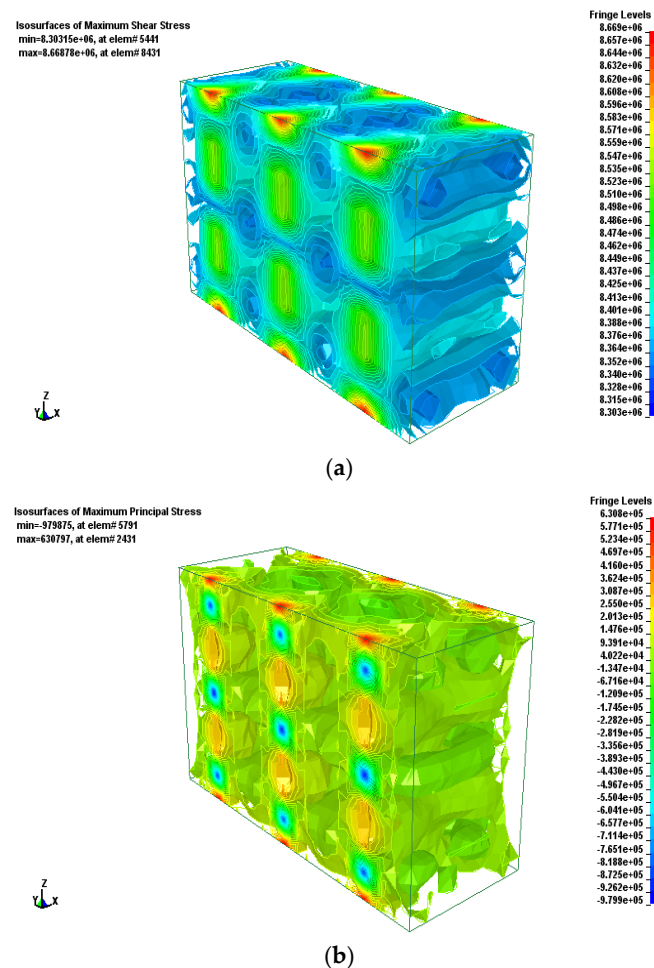 Isosurfaces of Maximum Shear Stress
min=8.30315e+06, at elem# 5441
max=8.66878e+06, at elem# 8431
Fringe Levels
8.669e+06
8.657e+06
8.644e+06
8.632e+06
8.620e+06
8.608e+06
8.596e+06
8.583e+06
8.571e+06
8.559e+06
8.547e+06
8.535e+06
8.523e+06
8.510e+06
8.498e+06
8.486e+06
8.474e+06
8.462e+06
8.449e+06
8.437e+06
8.425e+06
8.413e+06
8.401e+06
8.388e+06
8.376e+06
8.364e+06
8.352e+06
8.340e+06
8.328e+06
8.315e+06
8.303e+06
Z
Y X
(a)
Isosurfaces of Maximum Principal Stress
min=-979875, at elem# 5791
max=630797, at elem# 2431
Fringe Levels
6.308e+05
5.771e+05
5.234e+05
4.697e+05
4.160e+05
3.624e+05
3.087e+05
2.550e+05
2.013e+05
1.476e+05
9.391e+04
4.022e+04
-1.347e+04
-6.716e+04
-1.209e+05
-1.745e+05
-2.282e+05
-2.819e+05
-3.356e+05
-3.893e+05
-4.430e+05
-4.967e+05
-5.504e+05
-6.041e+05
-6.577e+05
-7.114e+05
-7.651e+05
-8.188e+05
-8.725e+05
-9.262e+05
-9.799e+05
Z
Y X
(b)